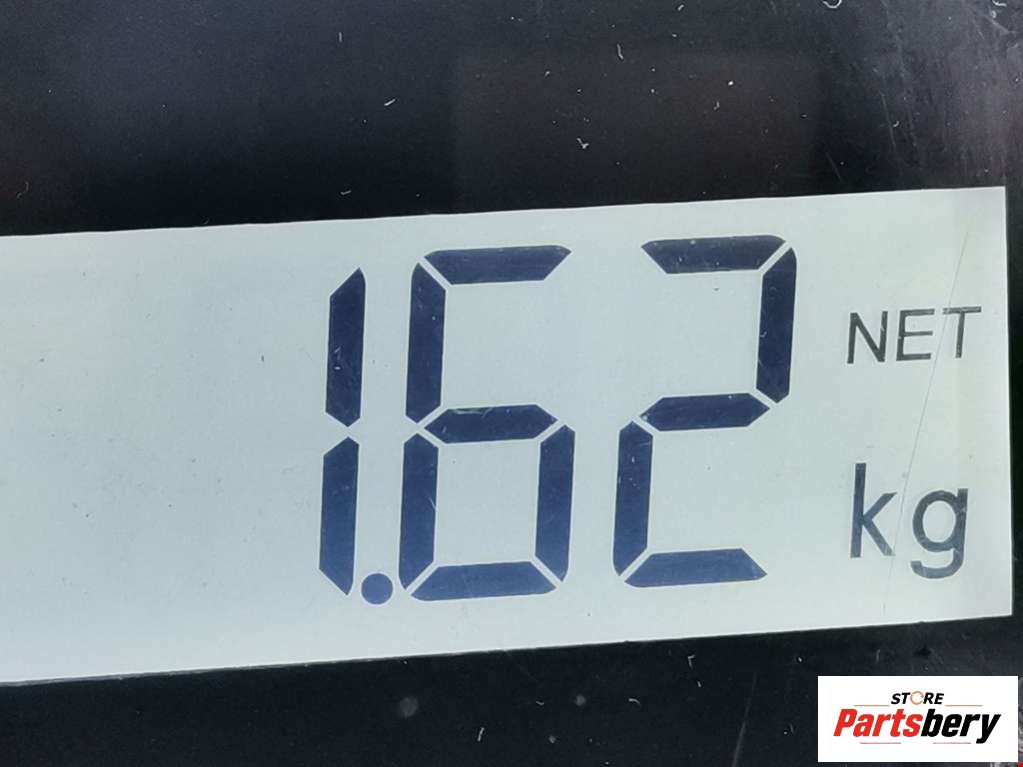 1.62 NET
kg
STORE
Partsbery